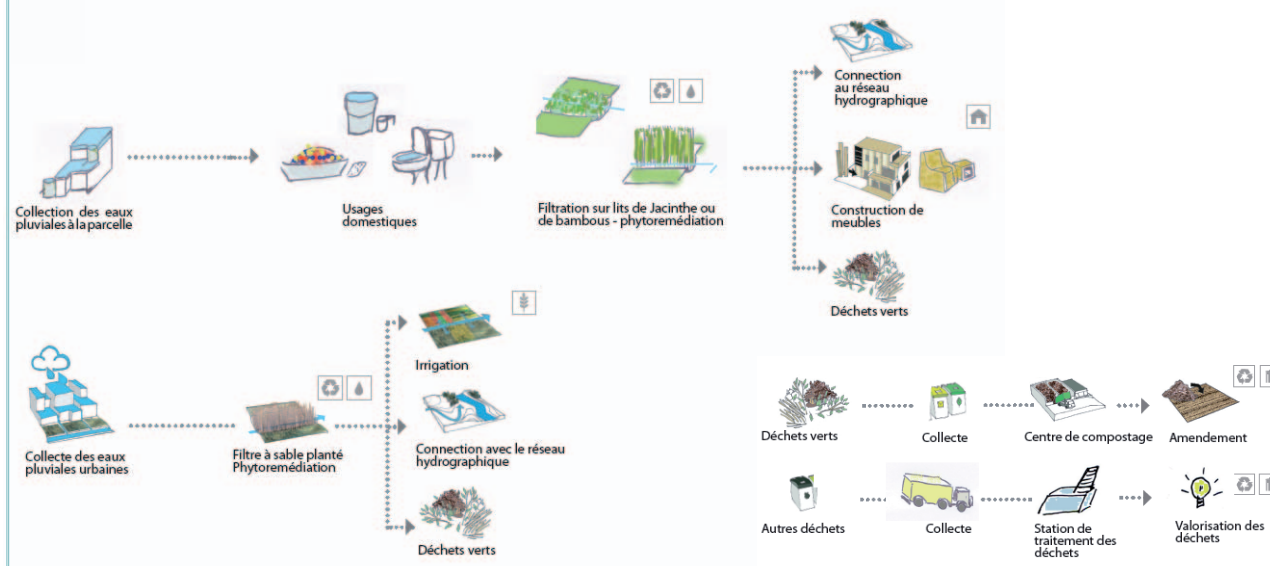 Connection
au réseau
hydrographique
Collection des eaux
pluviales à la parcelle
Usages
domestiques
Filtration sur lits de Jacinthe ou
de bambous - phytoremédiation
Construction de
meubles
Déchets verts
Irrigation
Collecte des eaux
pluviales urbaines
Filtre à sable planté
Phytoremédiation
Connection avec le réseau
hydrographique
Déchets verts
Déchets verts
Collecte
Centre de compostage
Amendement
Autres déchets
Collecte
Station de
traitement des
déchets
Valorisation des
déchets